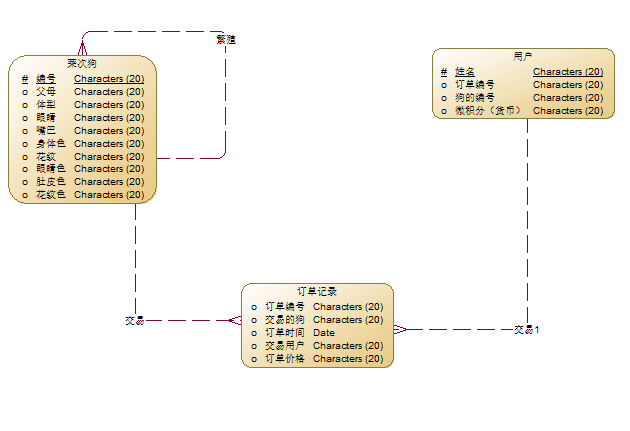 繁殖
莱次狗
# 编号 Characters (20)
o 父母 Characters (20)
o 体型 Characters (20)
o 眼睛 Characters (20)
o 嘴巴 Characters (20)
o 身体色 Characters (20)
o 花纹 Characters (20)
o 眼睛色 Characters (20)
o 肚皮色 Characters (20)
o 花纹色 Characters (20)
用户
# 姓名 Characters (20)
o 订单编号 Characters (20)
o 狗的编号 Characters (20)
o 微积分（货币） Characters (20)
交易
订单记录
o 订单编号 Characters (20)
o 交易的狗 Characters (20)
o 订单时间 Date
o 交易用户 Characters (20)
o 订单价格 Characters (20)
交易1